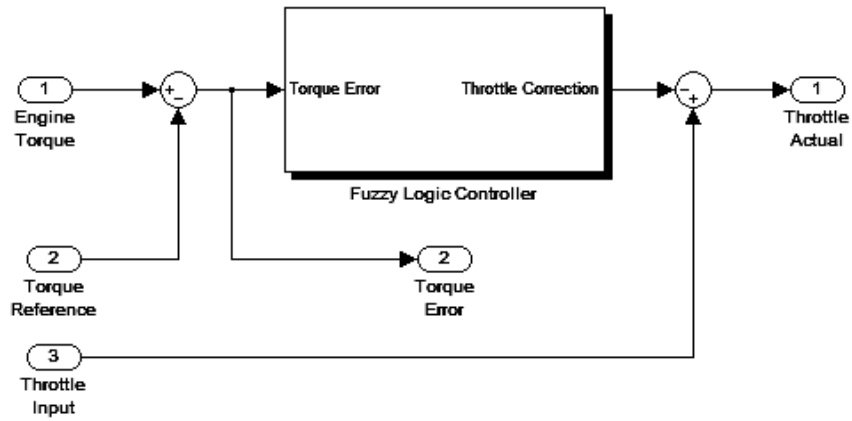 1
Engine
Torque
+
−
Torque Error
Throttle Correction
Fuzzy Logic Controller
−
+
1
Throttle
Actual
2
Torque
Reference
2
Torque
Error
3
Throttle
Input